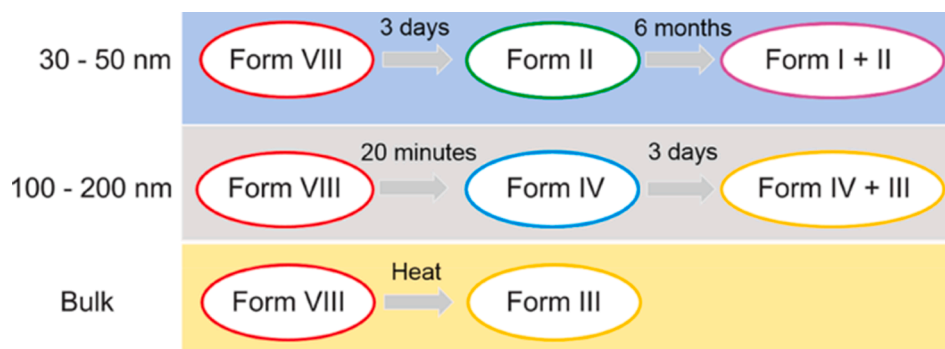 3 days 6 months
30 - 50 nm Form VIII Form II Form I + II
20 minutes 3 days
100 - 200 nm Form VIII Form IV Form IV + III
Heat
Bulk Form VIII Form III